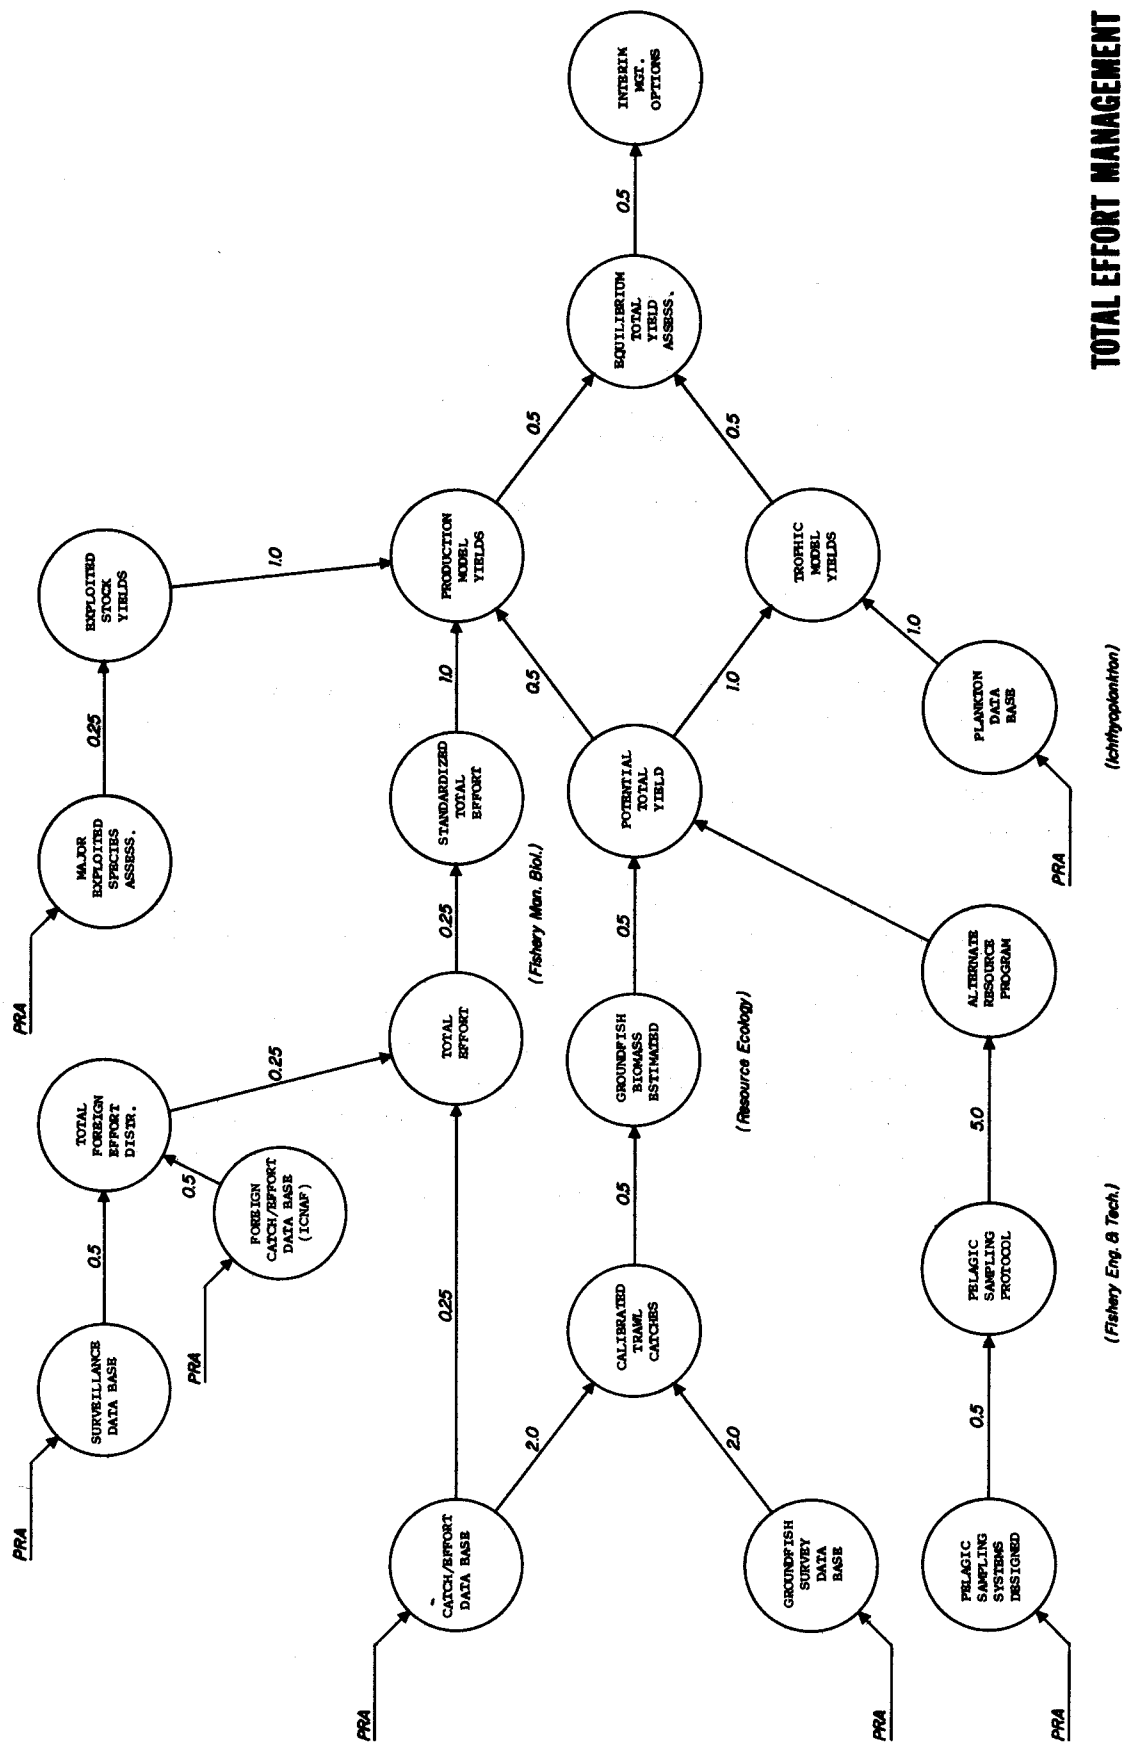 PRA
SURVEILLANCE
DATA BASE
0.5
PRA
FOREIGN
CATCH/EFFORT
DATA BASE
(ICNAF)
0.5
TOTAL
FOREIGN
EFFORT
DISTR.
0.25
PRA
MAJOR
EXPLOITED
SPECIES
ASSESS.
0.25
EXPLOITED
STOCK
YIELDS
1.0
PRA
CATCH/EFFORT
DATA BASE
0.25
TOTAL
EFFORT
0.25
STANDARDIZED
TOTAL
EFFORT
1.0
PRODUCTION
MODEL
YIELDS
0.5
(Fishery Man. Biol.)
2.0
2.0
CALIBRATED
TRAWL
CATCHES
0.5
GROUNDFISH
BIOMASS
ESTIMATED
0.5
POTENTIAL
TOTAL
YIELD
0.5
1.0
EQUILIBRIUM
TOTAL
YIELD
ASSESS.
0.5
INTERIM
MGT.
OPTIONS
(Resource Ecology)
PRA
GROUNDFISH
SURVEY
DATA
BASE
TROPHIC
MODEL
YIELDS
0.5
PRA
PELAGIC
SAMPLING
SYSTEMS
DESIGNED
0.5
PELAGIC
SAMPLING
PROTOCOL
5.0
ALTERNATE
RESOURCE
PROGRAM
PRA
PLANKTON
DATA
BASE
1.0
(Fishery Eng. & Tech.)
(Ichthyoplankton)
TOTAL EFFORT MANAGEMENT